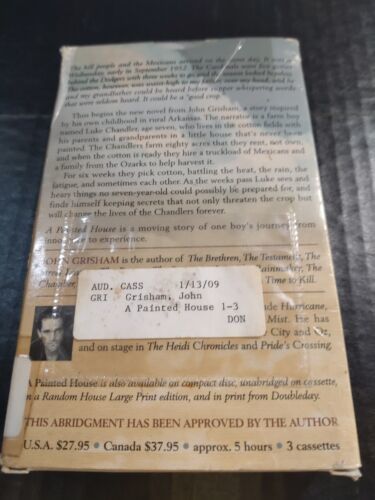 The hill people and the Mexicans arrived on the same day. It was a
Wednesday, early in September 1952. The Cardinals were five games
behind the Dodgers with three weeks to go, and the season looked hopeless.
The cotton, however, was waist-high to my father, over my head, and he
and my grandfather could be heard before supper whispering words
that were seldom heard. It could be a "good crop."
Thus begins the new novel from John Grisham, a story inspired
by his own childhood in rural Arkansas. The narrator is a farm boy
named Luke Chandler, age seven, who lives in the cotton fields with
his parents and grandparents in a little house that's never been
painted. The Chandlers farm eighty acres that they rent, not own,
and when the cotton is ready they hire a truckload of Mexicans and
a family from the Ozarks to help harvest it.
For six weeks they pick cotton, battling the heat, the rain, the
fatigue, and sometimes each other. As the weeks pass Luke sees and
hears things no seven-year-old could possibly be prepared for, and
finds himself keeping secrets that not only threaten the crop but
will change the lives of the Chandlers forever.
A Painted House is a moving story of one boy's journey from
innocence to experience.
JOHN GRISHAM is the author of The Brethren, The Testament, The
Rainmaker, The
Chamber,
Time to Kill.
AUD. CASS 1/13/09
GRI Grisham, John
A Painted House 1-3
DON
Hurricane,
Mist. He has
City and Oz,
and on stage in The Heidi Chronicles and Pride's Crossing.
A Painted House is also available on compact disc, unabridged on cassette,
in a Random House Large Print edition, and in print from Doubleday.
THIS ABRIDGMENT HAS BEEN APPROVED BY THE AUTHOR
U.S.A. $27.95 • Canada $37.95 • approx. 5 hours • 3 cassettes